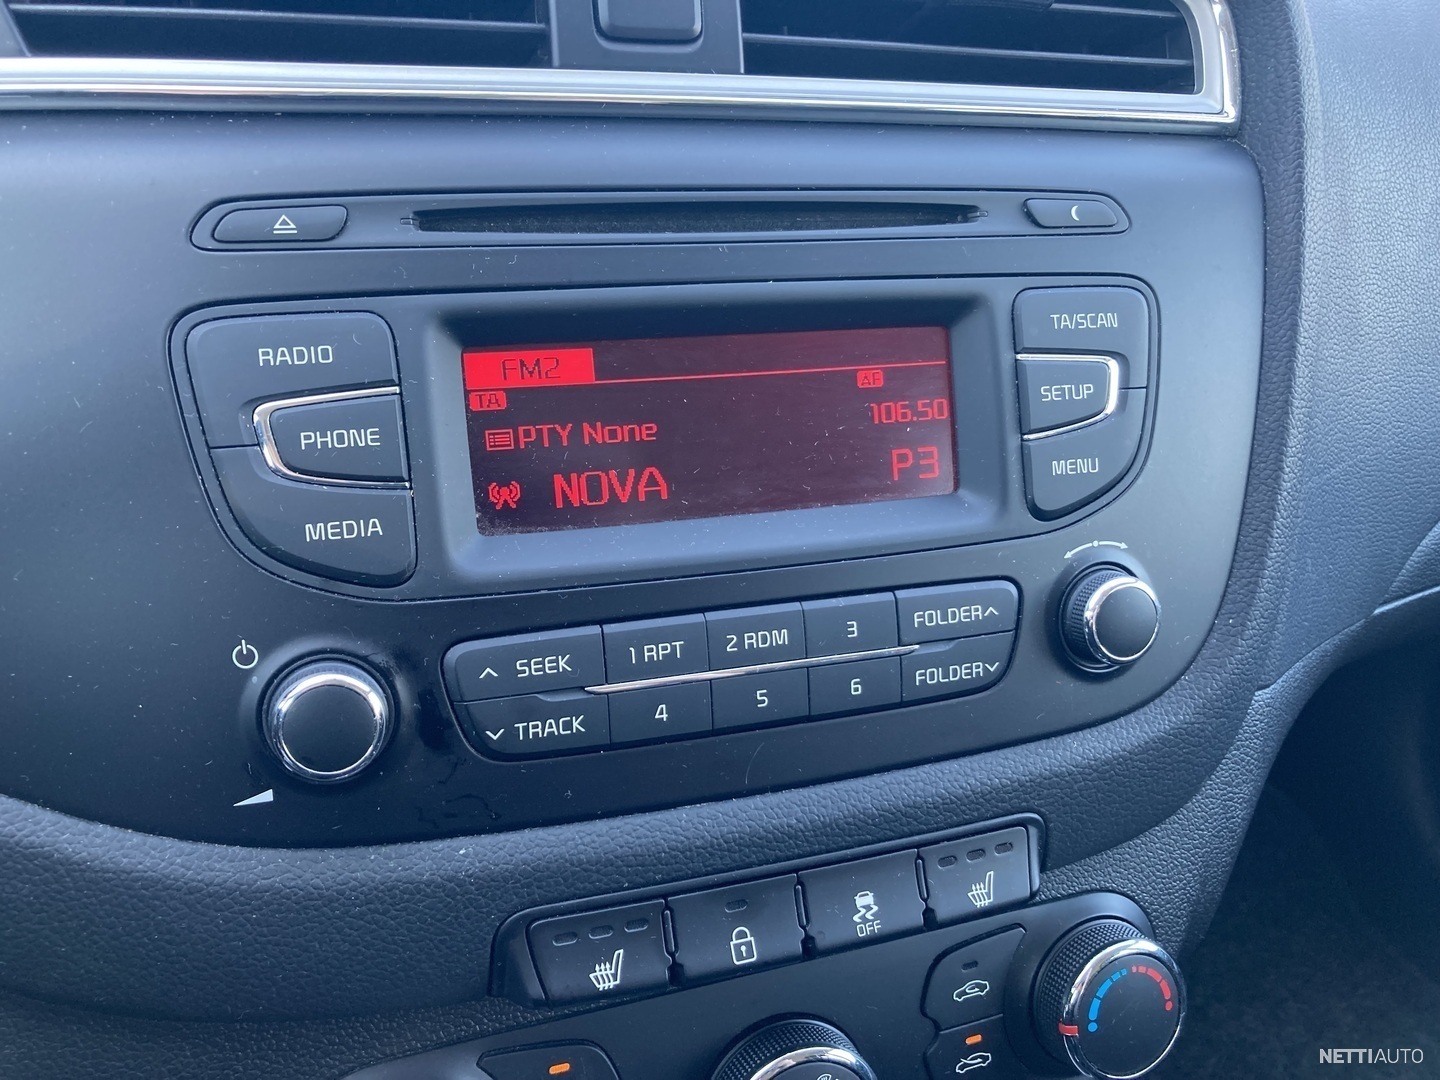 RADIO
PHONE
MEDIA
FM2
TA
AF
PTY None
106.50
NOVA
P3
TA/SCAN
SETUP
MENU
SEEK
TRACK
1 RPT
2 RDM
3
4
5
6
FOLDER
FOLDER
OFF
NETTIAUTO